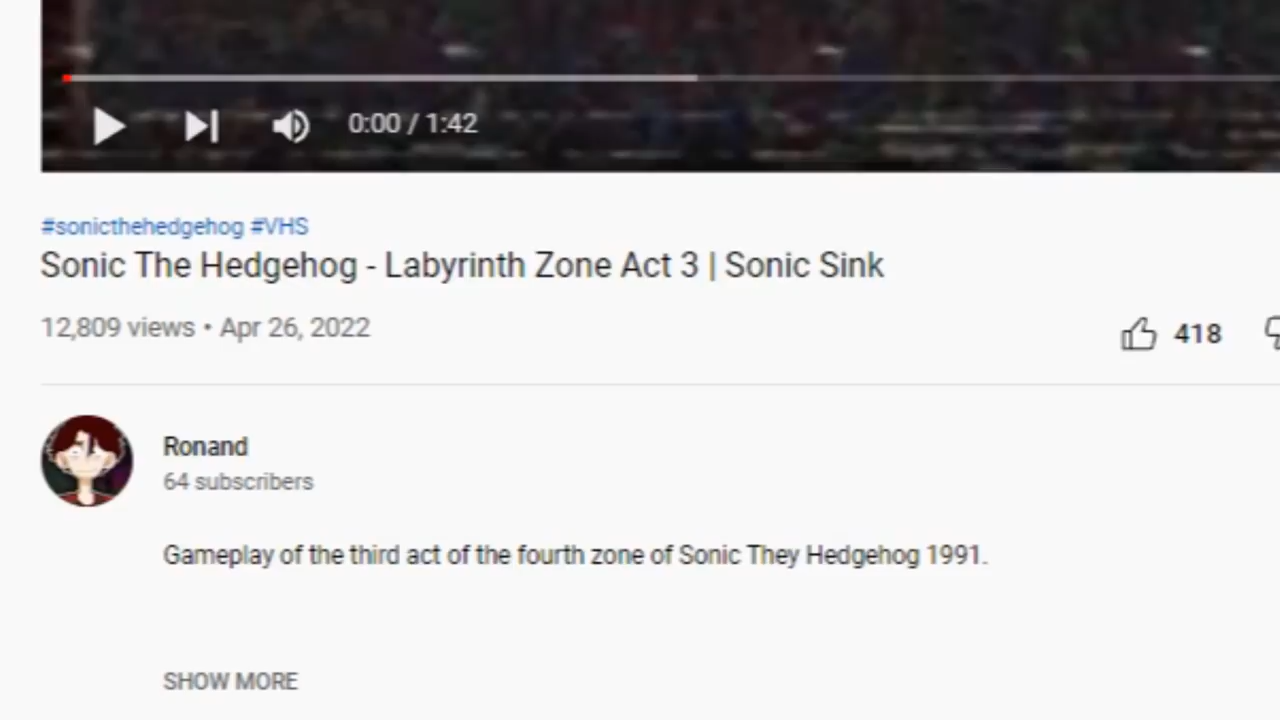 0:00 / 1:42
#sonicthehedgehog #VHS
Sonic The Hedgehog - Labyrinth Zone Act 3 | Sonic Sink
12,809 views • Apr 26, 2022
418
Ronand
64 subscribers
Gameplay of the third act of the fourth zone of Sonic They Hedgehog 1991.
SHOW MORE